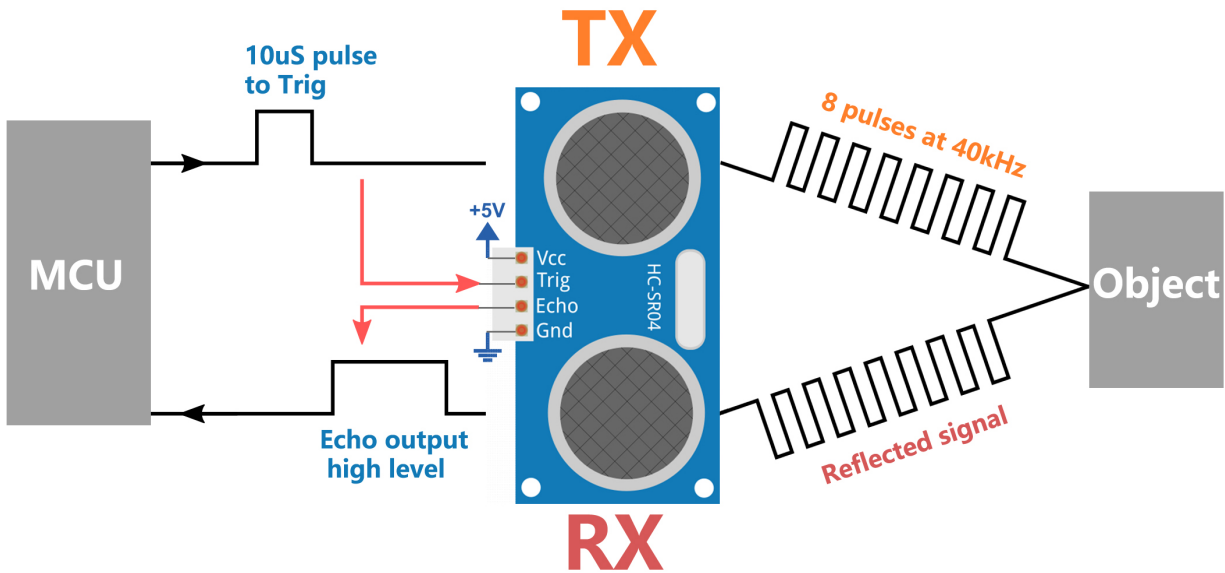 TX
10uS pulse
to Trig
8 pulses at 40kHz
MCU
+5V
Vcc
Trig
Echo
Gnd
HC-SR04
Object
Echo output
high level
Reflected signal
RX